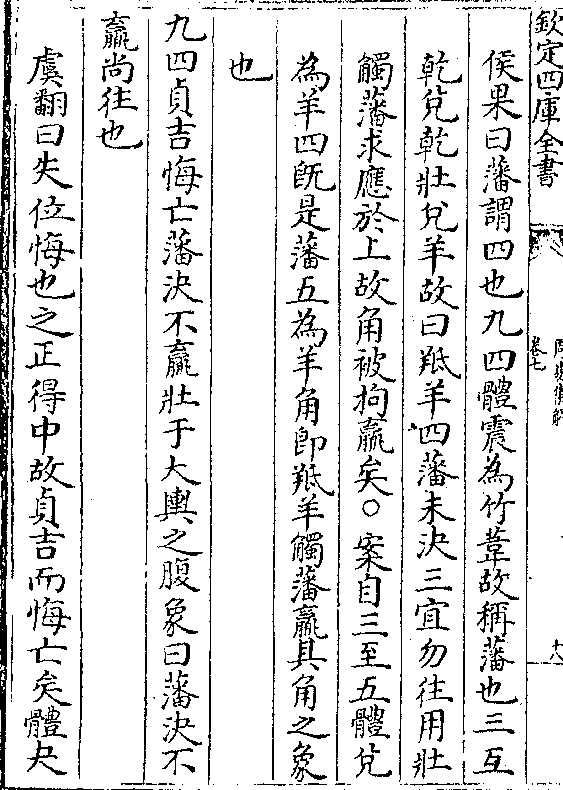 欽定四庫全書
卷七
十八
侯果曰藩謂四也九四體震為竹葦故稱藩也三互
乾兌乾壯兌羊故曰羝羊四藩未決三宜勿往用壯
觸藩求應於上故角被拘羸矣○案自三至五體兌
為羊四既是藩五為羊角即羝羊觸藩羸其角之象
也
九四貞吉悔亡藩決不羸壯于大輿之腹象曰藩決不
羸尚往也
虞翻曰失位悔也之正得中故貞吉而悔亡矣體夬